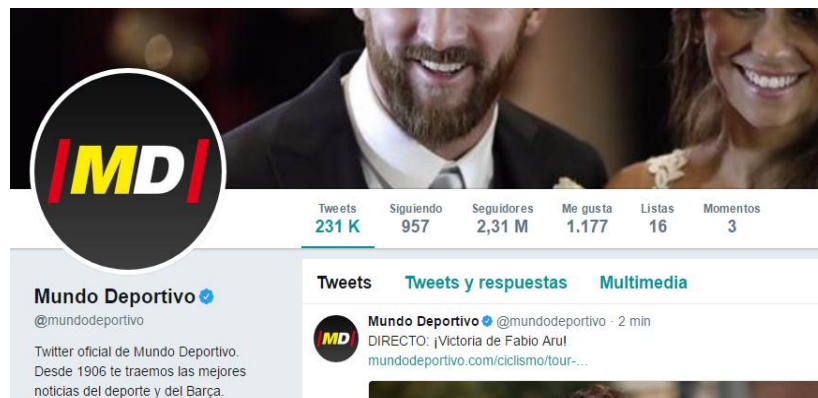 |MD|
Tweets Siguiendo Seguidores Me gusta Listas Momentos
231 K 957 2,31 M 1.177 16 3
Mundo Deportivo
@mundodeportivo
Twitter oficial de Mundo Deportivo.
Desde 1906 te traemos las mejores
noticias del deporte y del Barça.
Tweets Tweets y respuestas Multimedia
|MD|
Mundo Deportivo @mundodeportivo · 2 min
DIRECTO: ¡Victoria de Fabio Aru!
mundodeportivo.com/ciclismo/tour-...